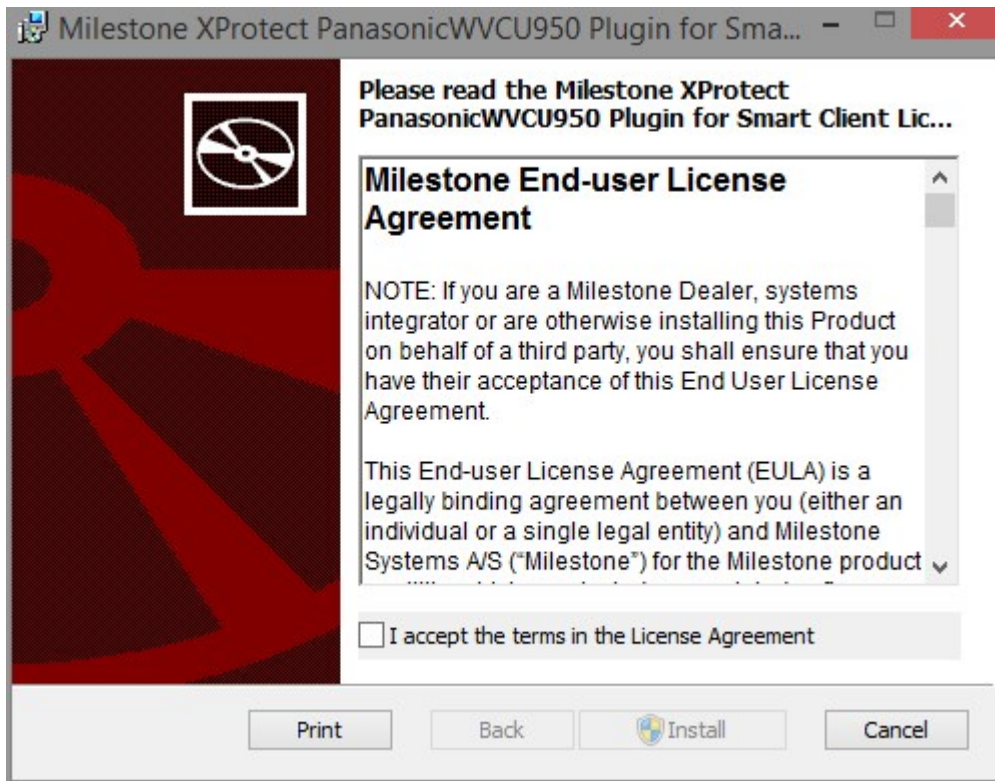 Milestone XProtect PanasonicWVCU950 Plugin for Sma...
Please read the Milestone XProtect
PanasonicWVCU950 Plugin for Smart Client Lic...
Milestone End-user License
Agreement
NOTE: If you are a Milestone Dealer, systems
integrator or are otherwise installing this Product
on behalf of a third party, you shall ensure that you
have their acceptance of this End User License
Agreement.
This End-user License Agreement (EULA) is a
legally binding agreement between you (either an
individual or a single legal entity) and Milestone
Systems A/S (“Milestone”) for the Milestone product
I accept the terms in the License Agreement
Print Back Install Cancel